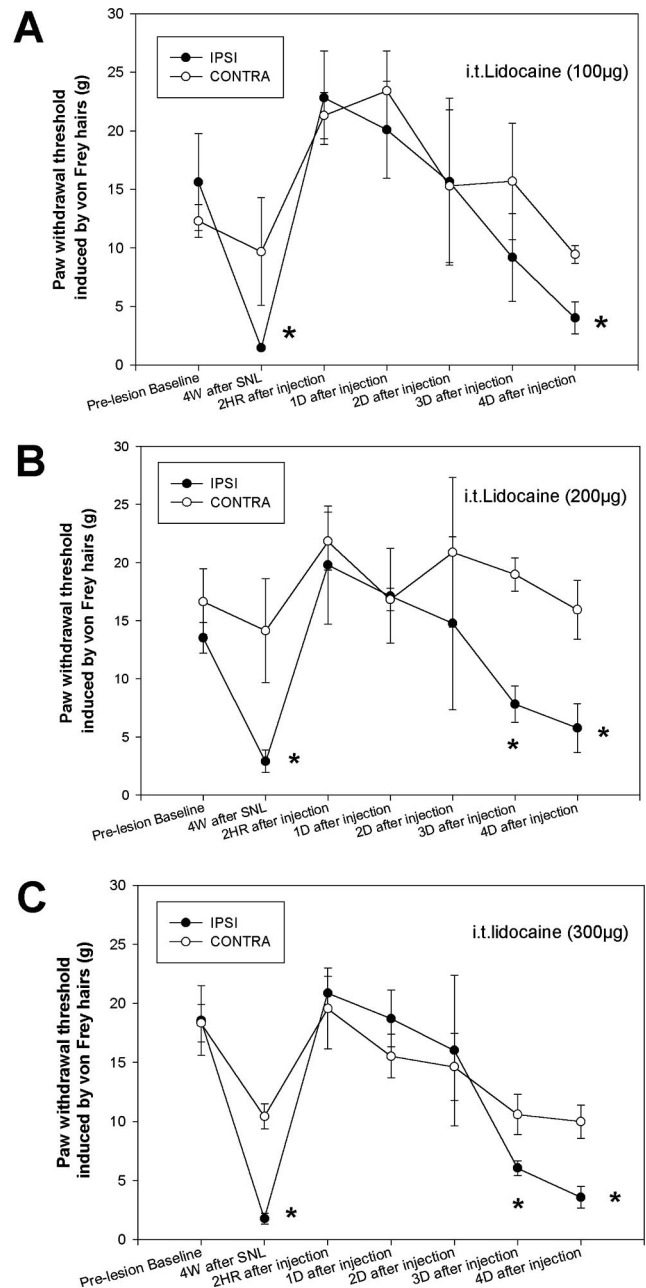 A
Paw withdrawal threshold
induced by von Frey hairs (g)
30
25
20
15
10
5
0
IPSI
CONTRA
i.t.Lidocaine (100µg)
*
*
Pre-lesion Baseline
4W after SNL
2HR after injection
1D after injection
2D after injection
3D after injection
4D after injection
B
Paw withdrawal threshold
induced by von Frey hairs (g)
30
25
20
15
10
5
0
IPSI
CONTRA
i.t.Lidocaine (200µg)
*
*
*
Pre-lesion Baseline
4W after SNL
2HR after injection
1D after injection
2D after injection
3D after injection
4D after injection
C
Paw withdrawal threshold
induced by von Frey hairs (g)
30
25
20
15
10
5
0
IPSI
CONTRA
i.t.lidocaine (300µg)
*
*
*
Pre-lesion Baseline
4W after SNL
2HR after injection
1D after injection
2D after injection
3D after injection
4D after injection